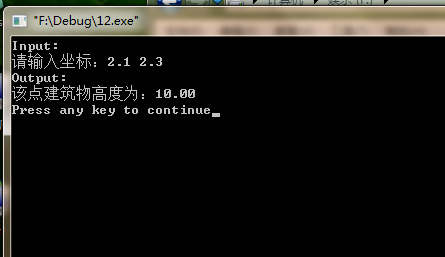 "F:\Debug\12.exe"
Input:
请输入坐标：2.1 2.3
Output:
该点建筑物高度为：10.00
Press any key to continue